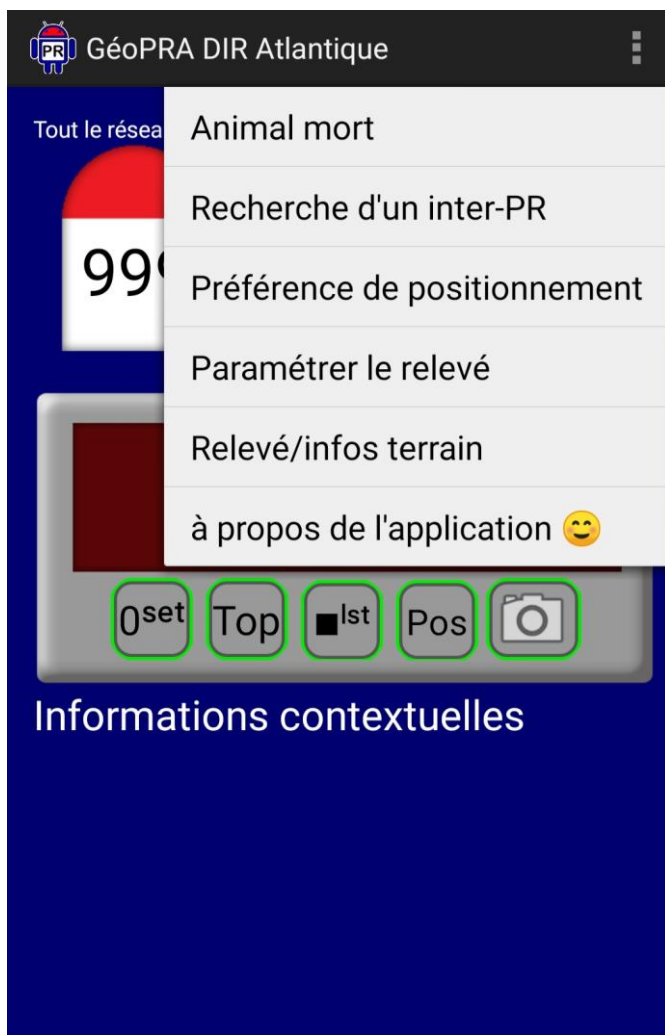 PR GéoPRA DIR Atlantique
Tout le résea
Animal mort
Recherche d'un inter-PR
99
Préférence de positionnement
Paramétrer le relevé
Relevé/infos terrain
à propos de l'application 😊
0set Top ■lst Pos
Informations contextuelles